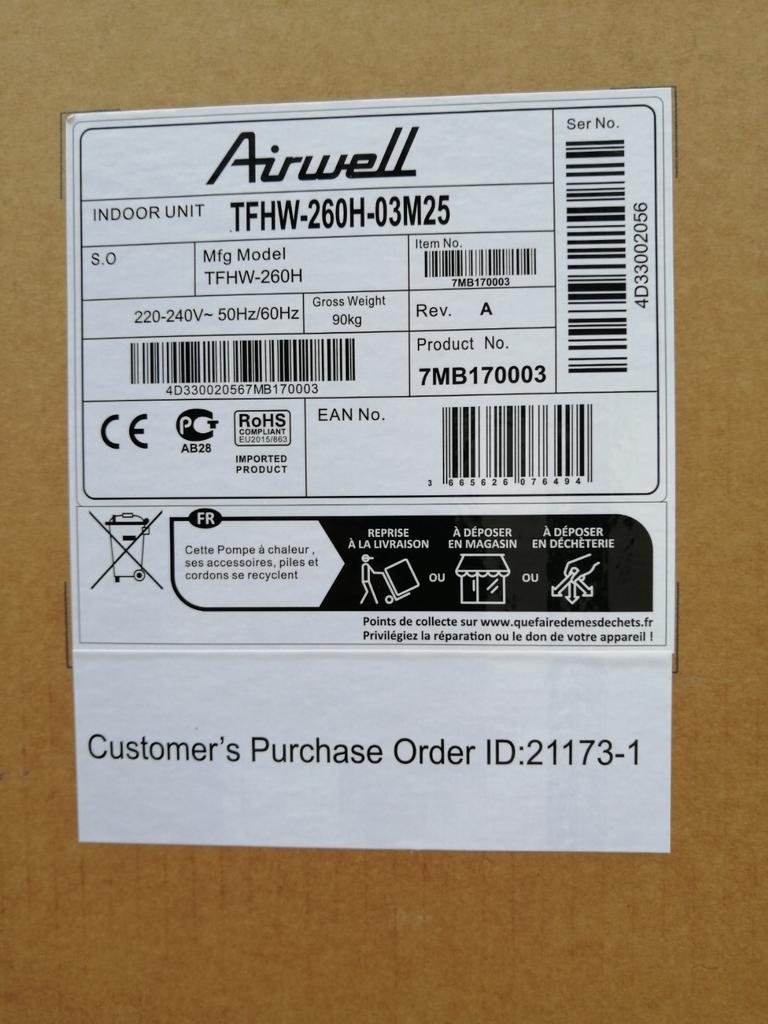 Airwell
Ser No.
4D33002056
INDOOR UNIT TFHW-260H-03M25
S.O
Mfg Model
TFHW-260H
Item No.
7MB170003
220-240V~ 50Hz/60Hz
Gross Weight
90kg
Rev. A
4D330020567MB170003
Product No.
7MB170003
CE
PCT
AB28
RoHS
COMPLIANT
EU2015/863
IMPORTED
PRODUCT
EAN No.
3 665626 076494
FR
Cette Pompe à chaleur ,
ses accessoires, piles et
cordons se recyclent
REPRISE
À LA LIVRAISON
OU
À DÉPOSER
EN MAGASIN
OU
À DÉPOSER
EN DÉCHÈTERIE
Points de collecte sur www.quefairedemesdechets.fr
Privilégiez la réparation ou le don de votre appareil !
Customer's Purchase Order ID:21173-1